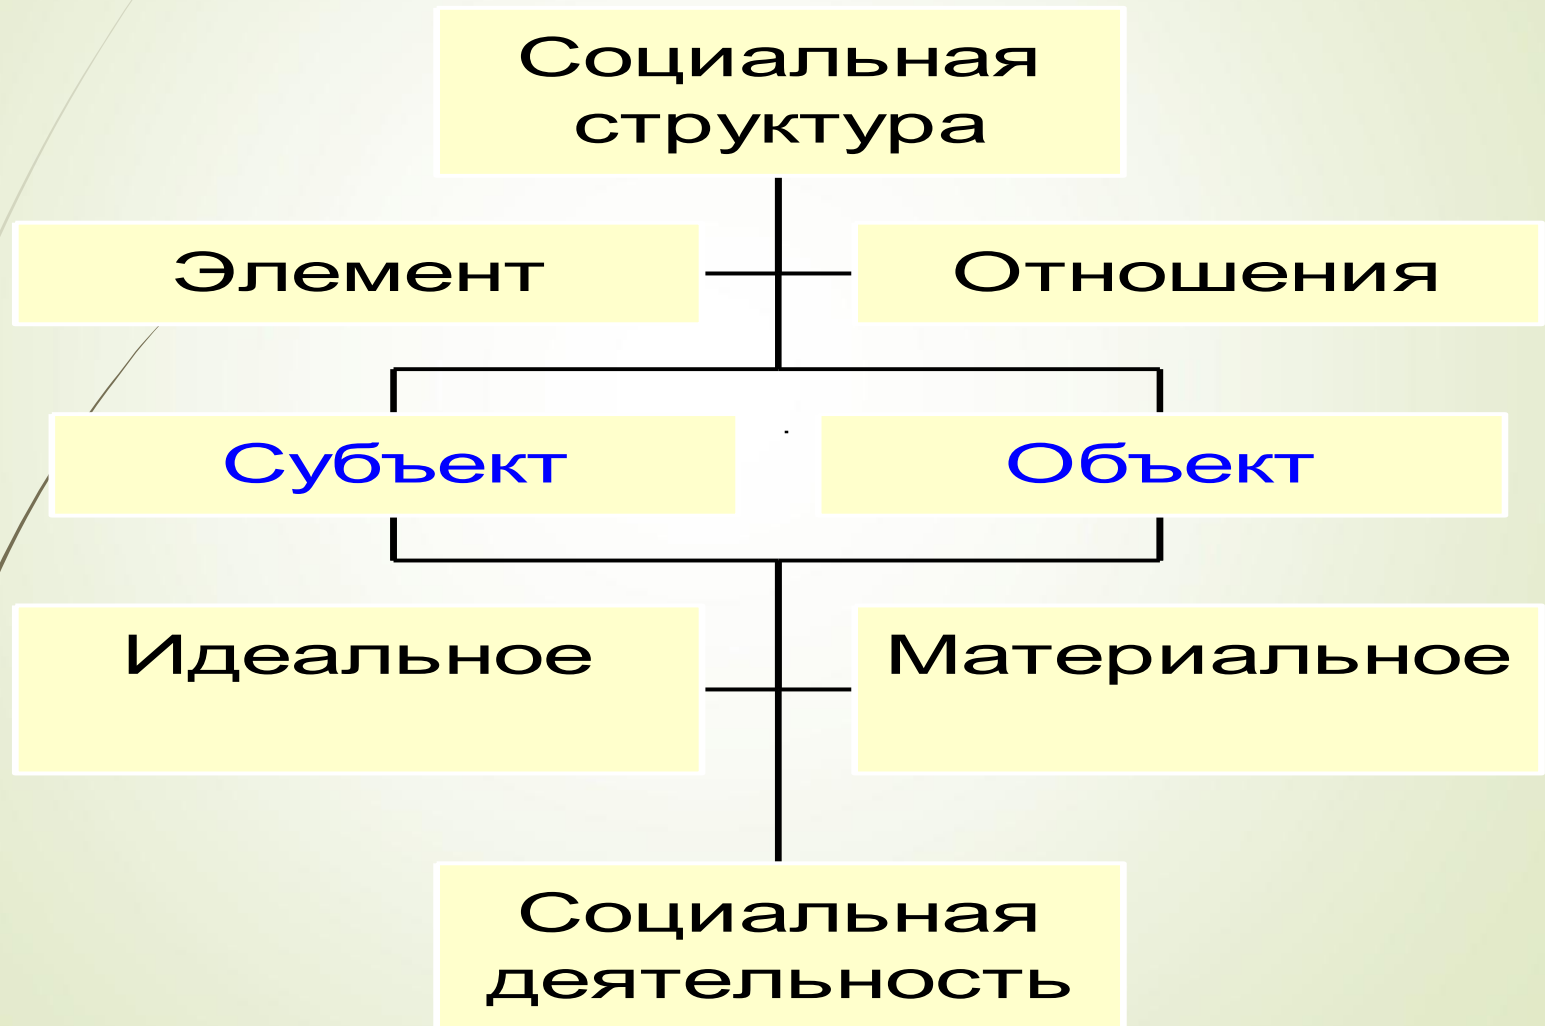 Социальная
структура
Элемент
Отношения
Субъект
.
Объект
Идеальное
Материальное
Социальная
деятельность